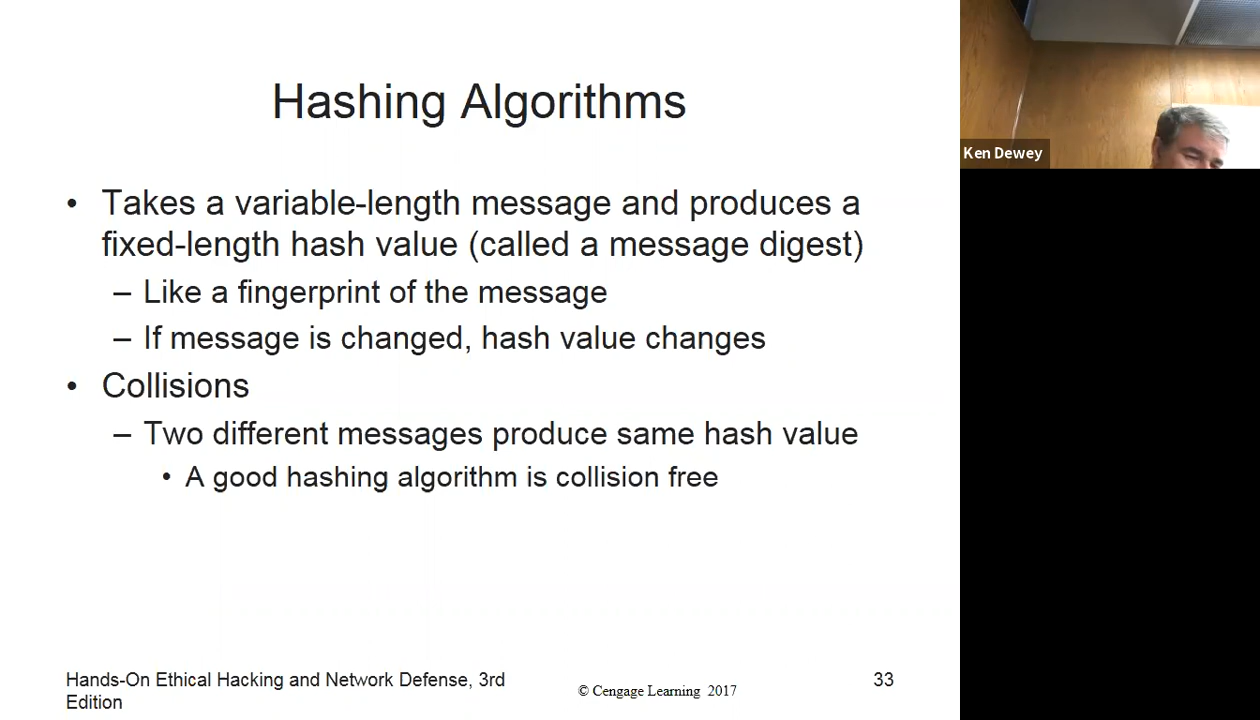 Hashing Algorithms
• Takes a variable-length message and produces a
fixed-length hash value (called a message digest)
– Like a fingerprint of the message
– If message is changed, hash value changes
• Collisions
– Two different messages produce same hash value
• A good hashing algorithm is collision free
Hands-On Ethical Hacking and Network Defense, 3rd
Edition
© Cengage Learning 2017
33
Ken Dewey